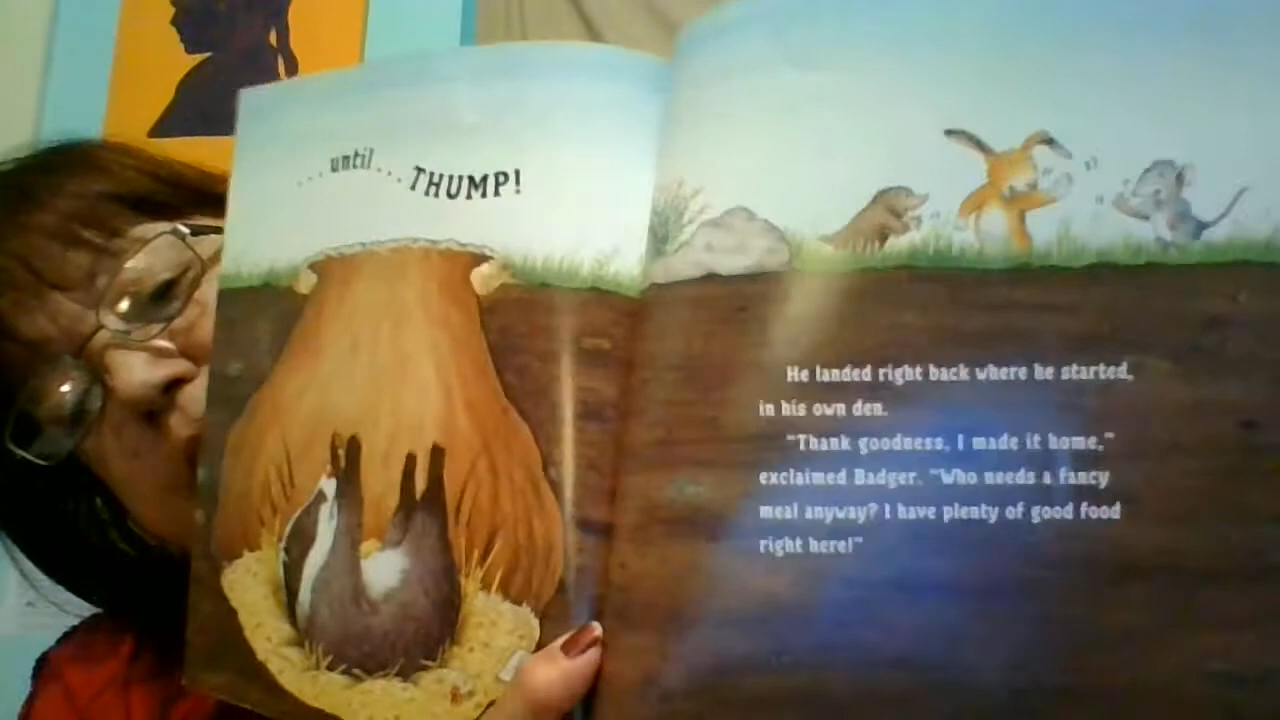 ...until...THUMP!
He landed right back where he started,
in his own den.
"Thank goodness, I made it home,"
exclaimed Badger. "Who needs a fancy
meal anyway? I have plenty of good food
right here!"